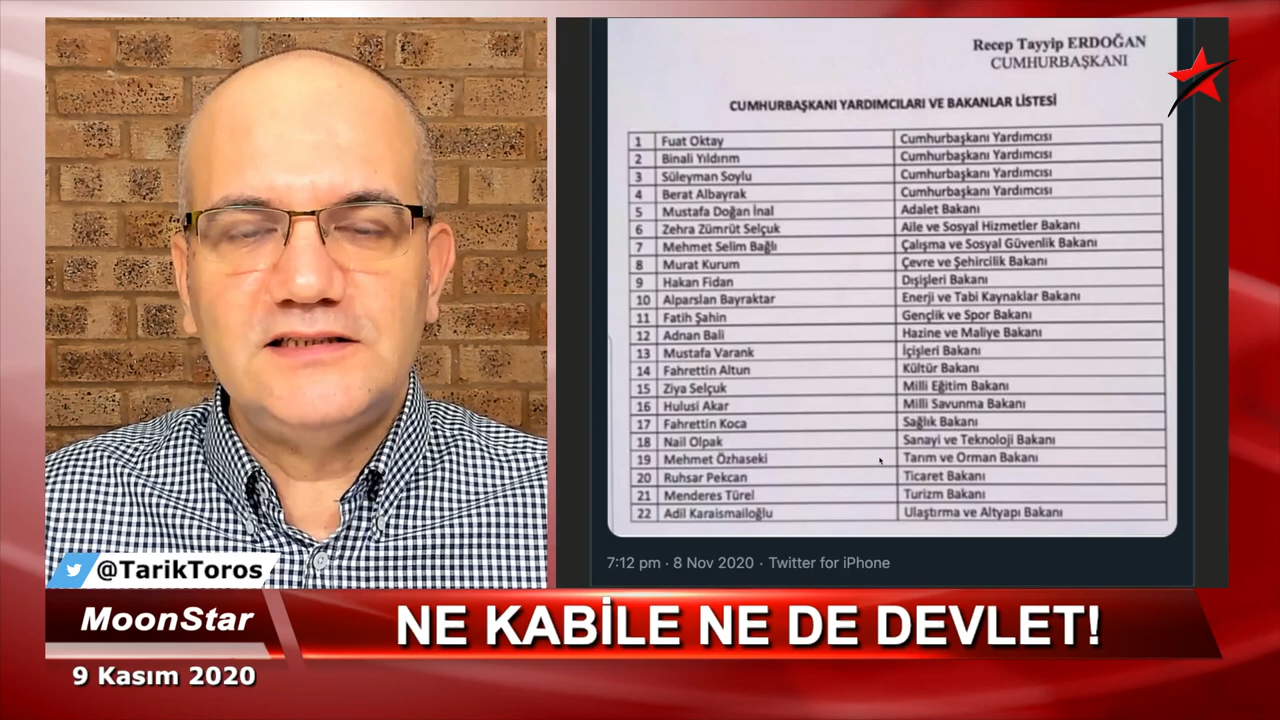 Recep Tayyip ERDOĞAN
CUMHURBAŞKANI
CUMHURBAŞKANI YARDIMCILARI VE BAKANLAR LİSTESİ
1 Fuat Oktay Cumhurbaşkanı Yardımcısı
2 Binali Yıldırım Cumhurbaşkanı Yardımcısı
3 Süleyman Soylu Cumhurbaşkanı Yardımcısı
4 Berat Albayrak Cumhurbaşkanı Yardımcısı
5 Mustafa Doğan İnal Adalet Bakanı
6 Zehra Zümrüt Selçuk Aile ve Sosyal Hizmetler Bakanı
7 Mehmet Selim Bağlı Çalışma ve Sosyal Güvenlik Bakanı
8 Murat Kurum Çevre ve Şehircilik Bakanı
9 Hakan Fidan Dışişleri Bakanı
10 Alparslan Bayraktar Enerji ve Tabi Kaynaklar Bakanı
11 Fatih Şahin Gençlik ve Spor Bakanı
12 Adnan Bali Hazine ve Maliye Bakanı
13 Mustafa Varank İçişleri Bakanı
14 Fahrettin Altun Kültür Bakanı
15 Ziya Selçuk Milli Eğitim Bakanı
16 Hulusi Akar Milli Savunma Bakanı
17 Fahrettin Koca Sağlık Bakanı
18 Nail Olpak Sanayi ve Teknoloji Bakanı
19 Mehmet Özhaseki Tarım ve Orman Bakanı
20 Ruhsar Pekcan Ticaret Bakanı
21 Menderes Türel Turizm Bakanı
22 Adil Karaismailoğlu Ulaştırma ve Altyapı Bakanı
7:12 pm · 8 Nov 2020 · Twitter for iPhone
@TarikToros
MoonStar
NE KABİLE NE DE DEVLET!
9 Kasım 2020